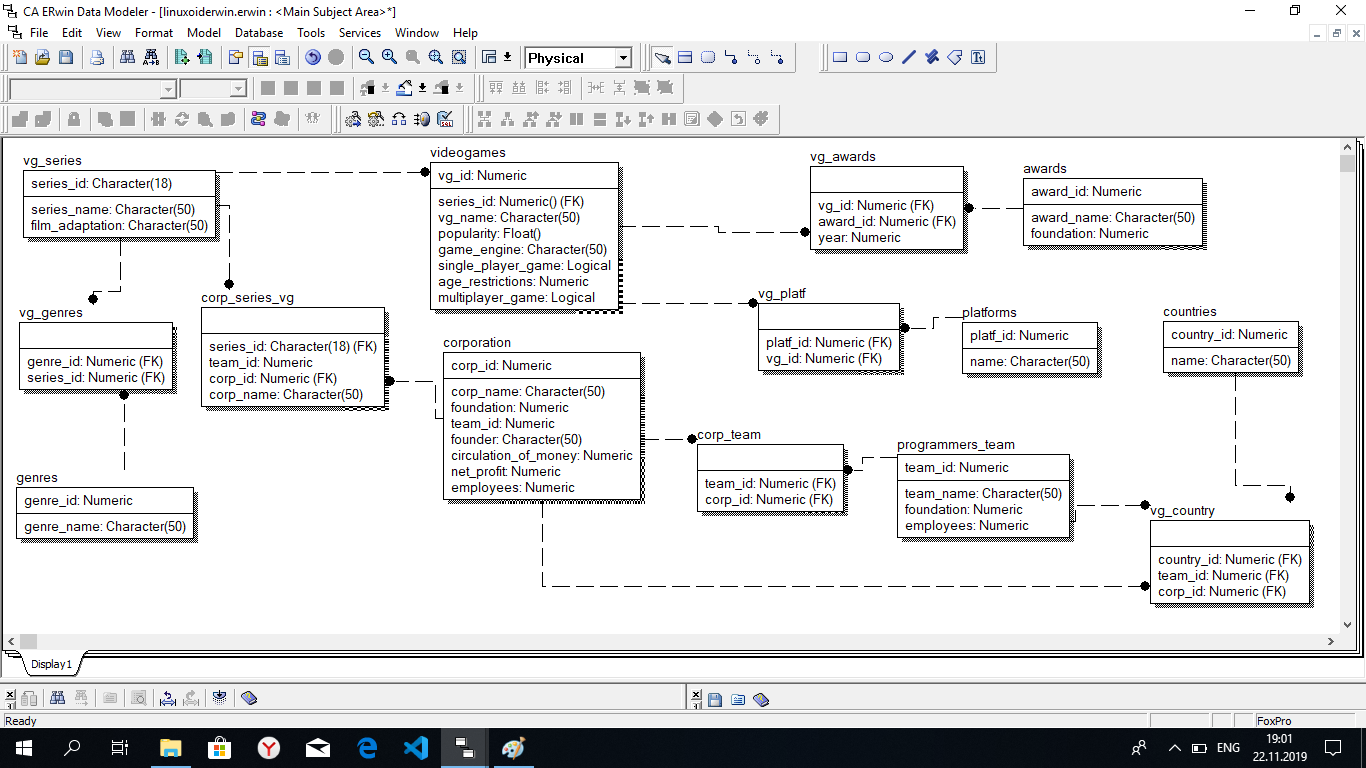 CA ERwin Data Modeler - [linuxoiderwin.erwin : <Main Subject Area>*]
File Edit View Format Model Database Tools Services Window Help
Physical
vg_series
series_id: Character(18)
series_name: Character(50)
film_adaptation: Character(50)
videogames
vg_id: Numeric
series_id: Numeric() (FK)
vg_name: Character(50)
popularity: Float()
game_engine: Character(50)
single_player_game: Logical
age_restrictions: Numeric
multiplayer_game: Logical
vg_awards
vg_id: Numeric (FK)
award_id: Numeric (FK)
year: Numeric
awards
award_id: Numeric
award_name: Character(50)
foundation: Numeric
vg_genres
genre_id: Numeric (FK)
series_id: Numeric (FK)
corp_series_vg
series_id: Character(18) (FK)
team_id: Numeric
corp_id: Numeric (FK)
corp_name: Character(50)
vg_platf
platf_id: Numeric (FK)
vg_id: Numeric (FK)
platforms
platf_id: Numeric
name: Character(50)
countries
country_id: Numeric
name: Character(50)
corporation
corp_id: Numeric
corp_name: Character(50)
foundation: Numeric
team_id: Numeric
founder: Character(50)
circulation_of_money: Numeric
net_profit: Numeric
employees: Numeric
corp_team
team_id: Numeric (FK)
corp_id: Numeric (FK)
programmers_team
team_id: Numeric
team_name: Character(50)
foundation: Numeric
employees: Numeric
genres
genre_id: Numeric
genre_name: Character(50)
vg_country
country_id: Numeric (FK)
team_id: Numeric (FK)
corp_id: Numeric (FK)
Display1
Ready
FoxPro
ENG
19:01
22.11.2019